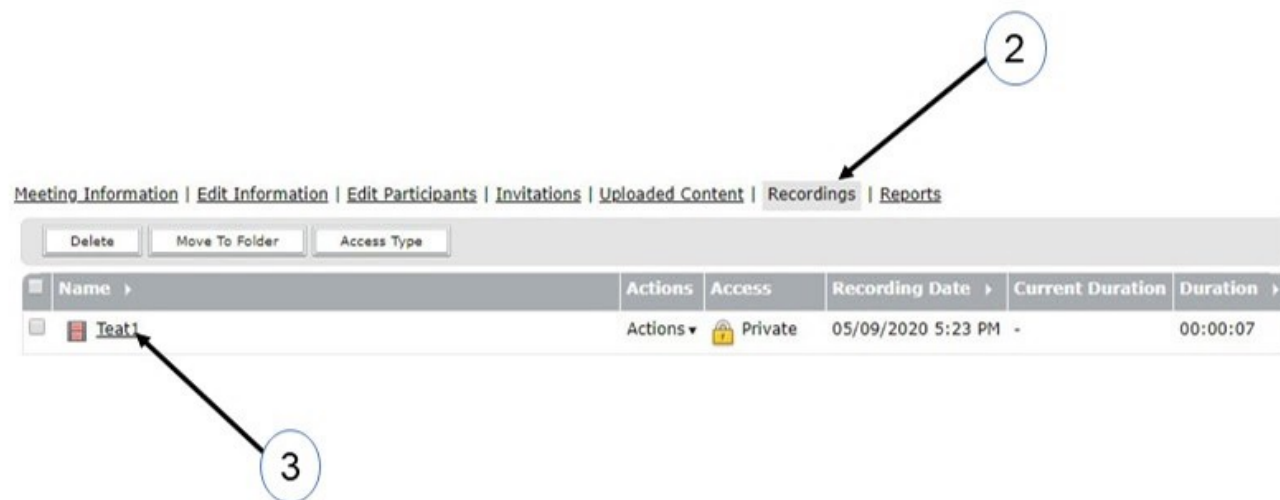 2
Meeting Information | Edit Information | Edit Participants | Invitations | Uploaded Content | Recordings | Reports
Delete Move To Folder Access Type
Name Actions Access Recording Date Current Duration Duration
Teat1 Actions Private 05/09/2020 5:23 PM - 00:00:07
3